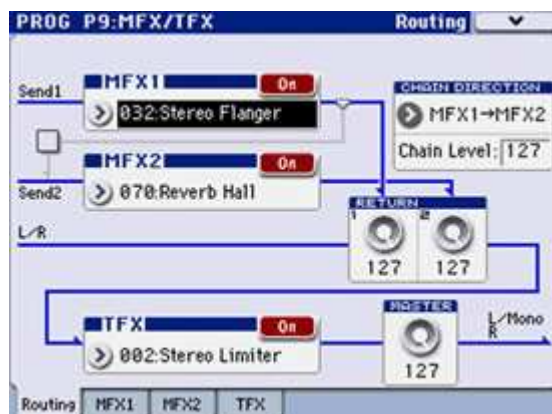 PROG P9:MFX/TFX Routing
Send1
MFX1 On
032:Stereo Flanger
CHAIN DIRECTION
MFX1→MFX2
Chain Level: 127
MFX2 On
070:Reverb Hall
Send2
L/R
RETURN
1 2
127 127
TFX On
002:Stereo Limiter
MASTER
127
L/Mono
R
Routing MFX1 MFX2 TFX